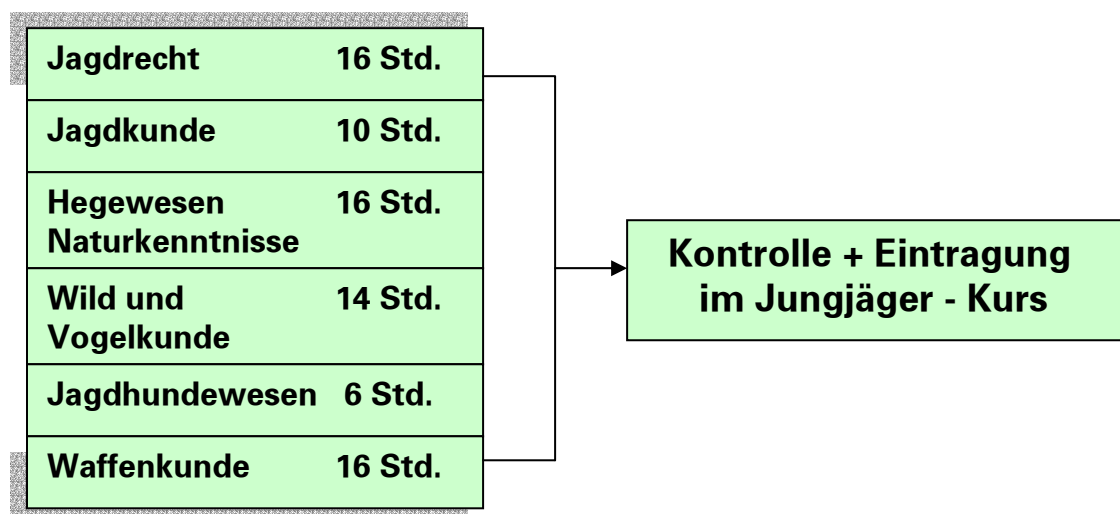 Jagdrecht 16 Std.
Jagdkunde 10 Std.
Hegewesen 16 Std.
Naturkenntnisse
Wild und 14 Std.
Vogelkunde
Jagdhundewesen 6 Std.
Waffenkunde 16 Std.
Kontrolle + Eintragung
im Jungjäger - Kurs